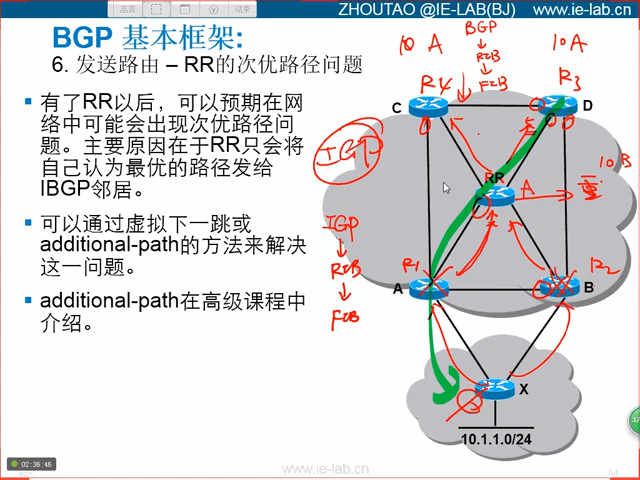 ZHOUTAO @IE-LAB(BJ)
www.ie-lab.cn
BGP 基本框架:
6. 发送路由 – RR的次优路径问题
有了RR以后，可以预期在网
络中可能会出现次优路径问
题。主要原因在于RR只会将
自己认为最优的路径发给
IBGP邻居。
可以通过虚拟下一跳或
additional-path的方法来解决
这一问题。
additional-path在高级课程中
介绍。
10 A
BGP
RIB
FIB
10 A
R4
R3
C
D
IGP
RR
A
10 B
IGP
RIB
FIB
R1
R2
A
B
X
10.1.1.0/24
02:36:46
www.ie-lab.cn
64